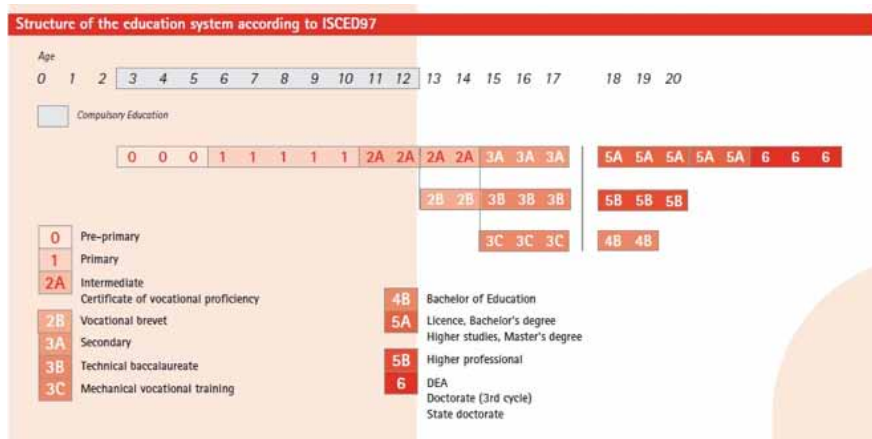 Structure of the education system according to ISCED97
Age
0 1 2 3 4 5 6 7 8 9 10 11 12 13 14 15 16 17 18 19 20
Compulsory Education
0 0 0 1 1 1 1 1 2A 2A 2A 2A 3A 3A 3A 5A 5A 5A 5A 5A 6 6 6
2B 2B 3B 3B 3B 5B 5B 5B
3C 3C 3C 4B 4B
0 Pre-primary
1 Primary
2A Intermediate
Certificate of vocational proficiency
2B Vocational brevet
3A Secondary
3B Technical baccalaureate
3C Mechanical vocational training
4B Bachelor of Education
5A Licence, Bachelor's degree
Higher studies, Master's degree
5B Higher professional
6 DEA
Doctorate (3rd cycle)
State doctorate